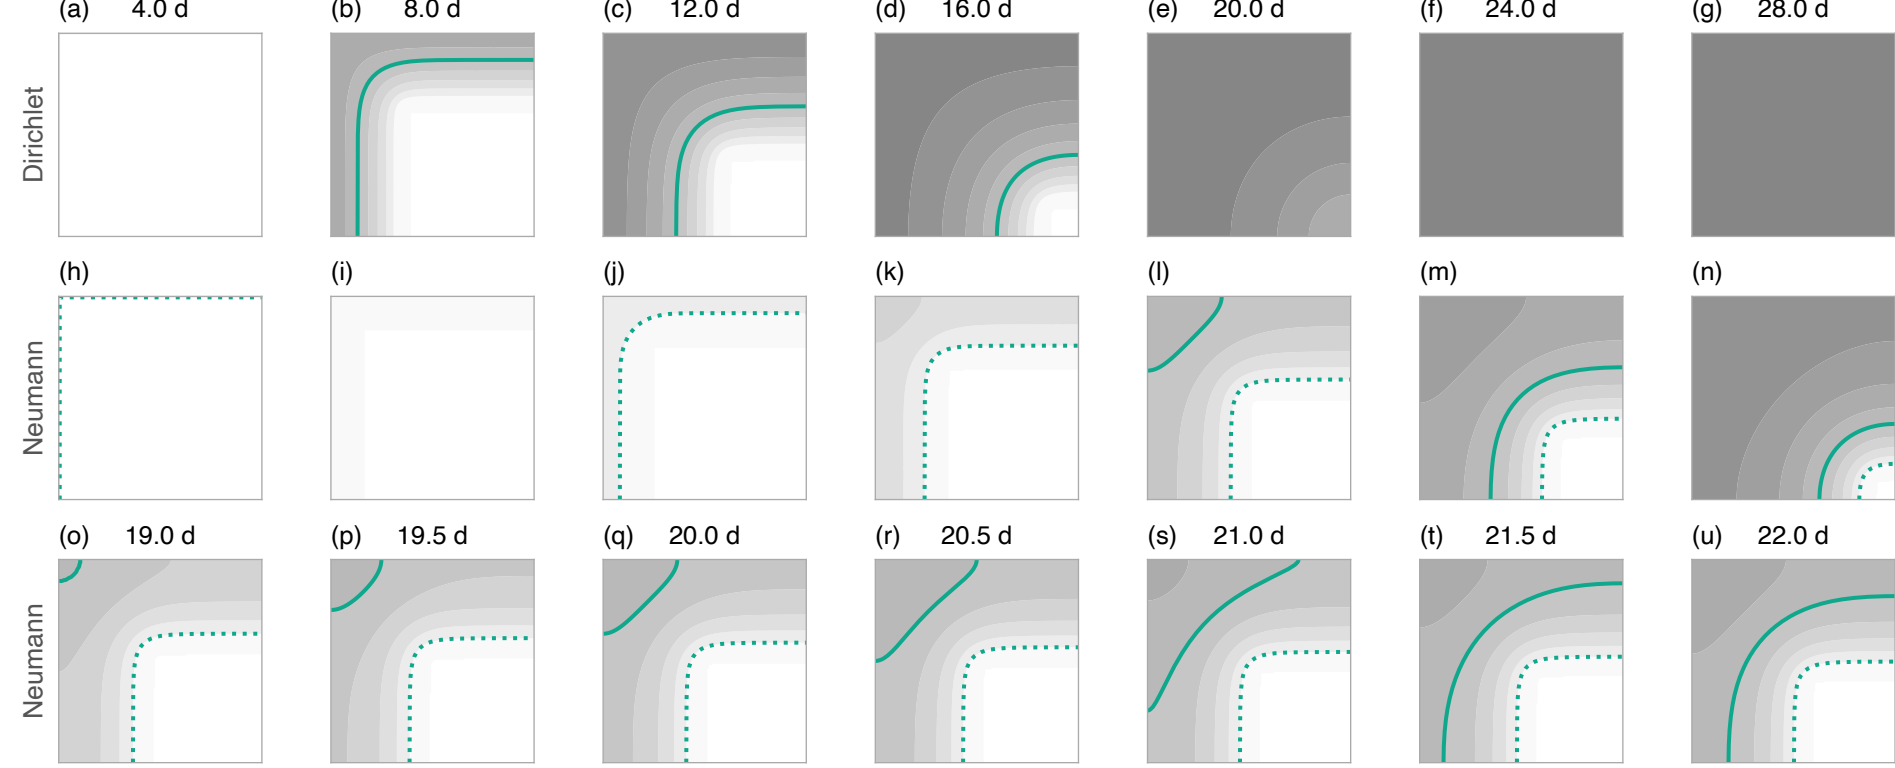 (a) 4.0 d (b) 8.0 d (c) 12.0 d (d) 16.0 d (e) 20.0 d (f) 24.0 d (g) 28.0 d
Dirichlet
(h) (i) (j) (k) (l) (m) (n)
Neumann
(o) 19.0 d (p) 19.5 d (q) 20.0 d (r) 20.5 d (s) 21.0 d (t) 21.5 d (u) 22.0 d
Neumann